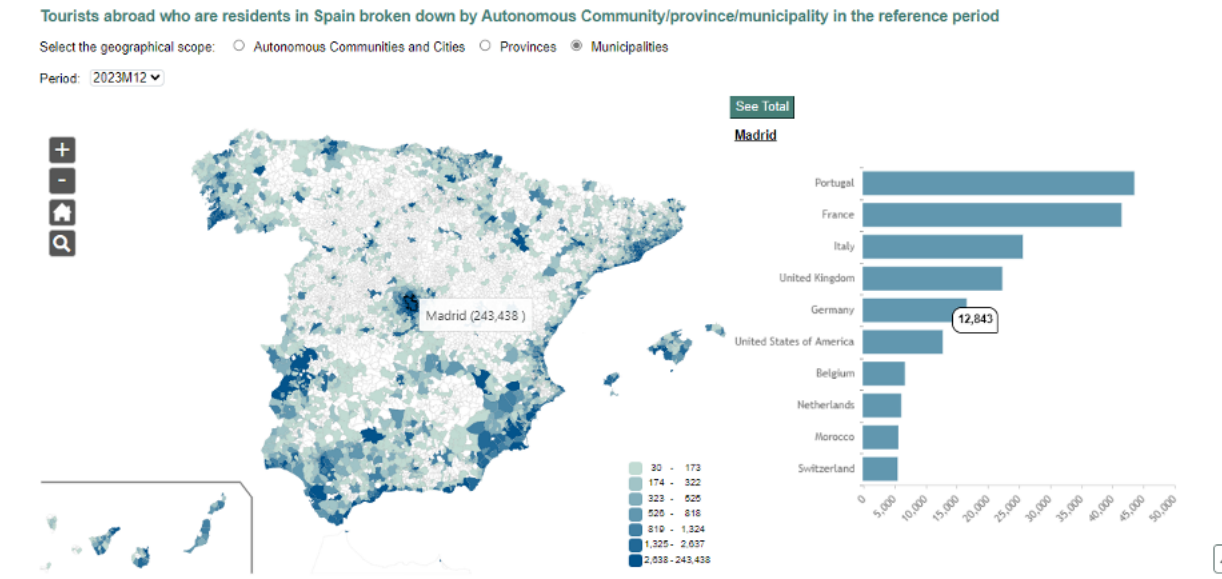 Tourists abroad who are residents in Spain broken down by Autonomous Community/province/municipality in the reference period
Select the geographical scope: Autonomous Communities and Cities Provinces Municipalities
Period: 2023M12
See Total
Madrid
+
-
Madrid (243,438 )
Portugal
France
Italy
United Kingdom
Germany
12,843
United States of America
Belgium
Netherlands
Morocco
Switzerland
0 5,000 10,000 15,000 20,000 25,000 30,000 35,000 40,000 45,000 50,000
30 - 173
174 - 322
323 - 525
526 - 818
819 - 1,324
1,325 - 2,637
2,638 - 243,438